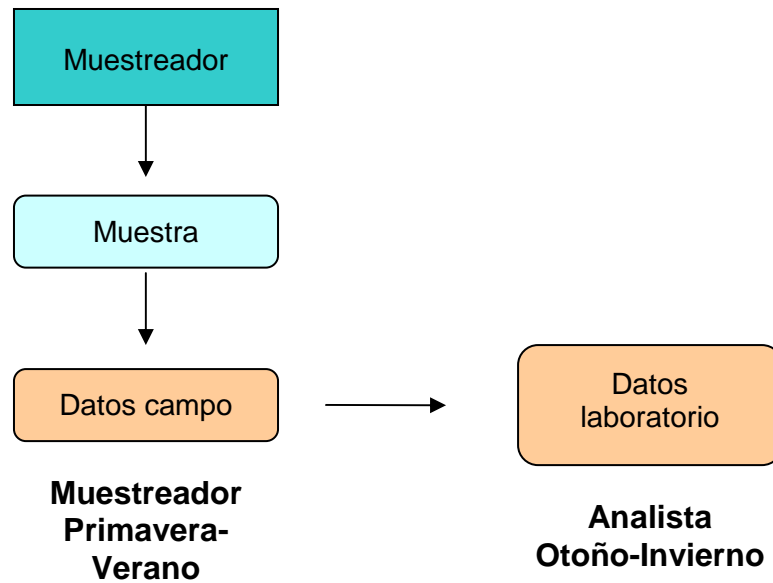 Muestreador
Muestra
Datos campo
Datos
laboratorio
Muestreador
Primavera-
Verano
Analista
Otoño-Invierno